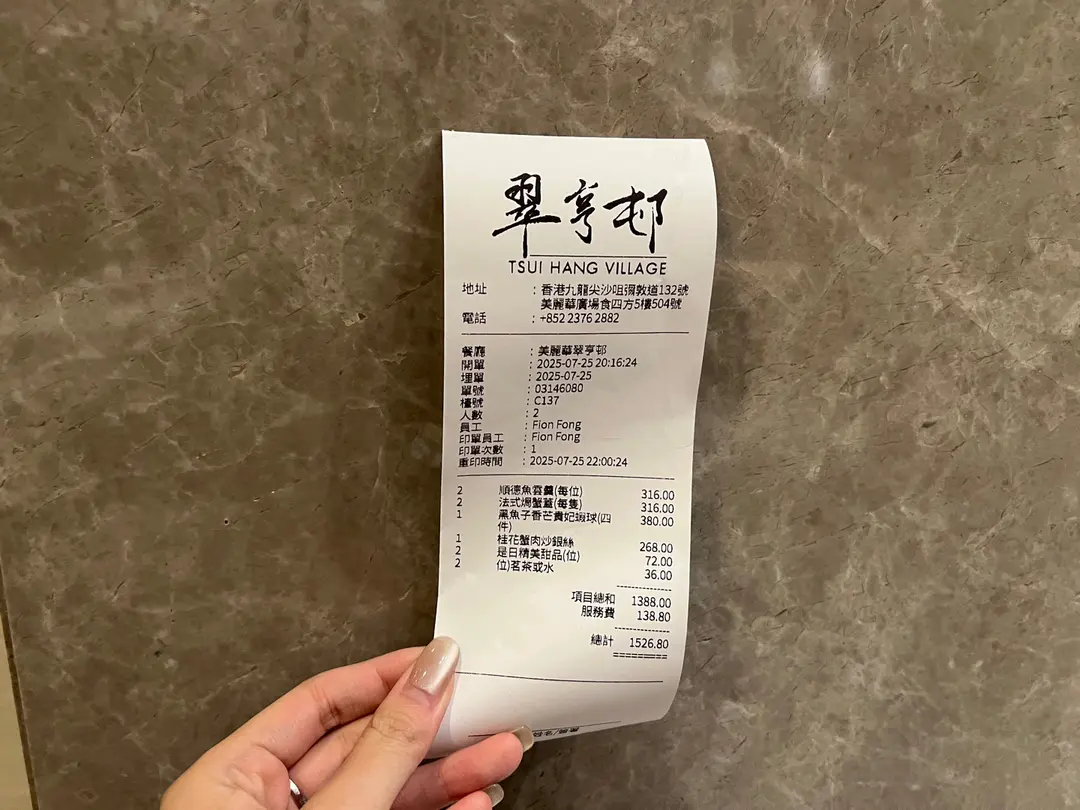 翠亨邨
TSUI HANG VILLAGE
地址 : 香港九龍尖沙咀彌敦道132號
美麗華廣場食四方5樓504號
電話 : +852 2376 2882
餐廳 : 美麗華翠亨邨
開單 : 2025-07-25 20:16:24
埋單 : 2025-07-25
單號 : 03146080
檯號 : C137
人數 : 2
員工 : Fion Fong
印單員工 : Fion Fong
印單次數 : 1
重印時間 : 2025-07-25 22:00:24
2 順德魚雲羹(每位) 316.00
2 法式焗蟹蓋(每隻) 316.00
1 黑魚子香芒貴妃蝦球(四
件) 380.00
1 桂花蟹肉炒銀絲 268.00
2 是日精美甜品(位) 72.00
2 位)茗茶或水 36.00
項目總和 1388.00
服務費 138.80
總計 1526.80